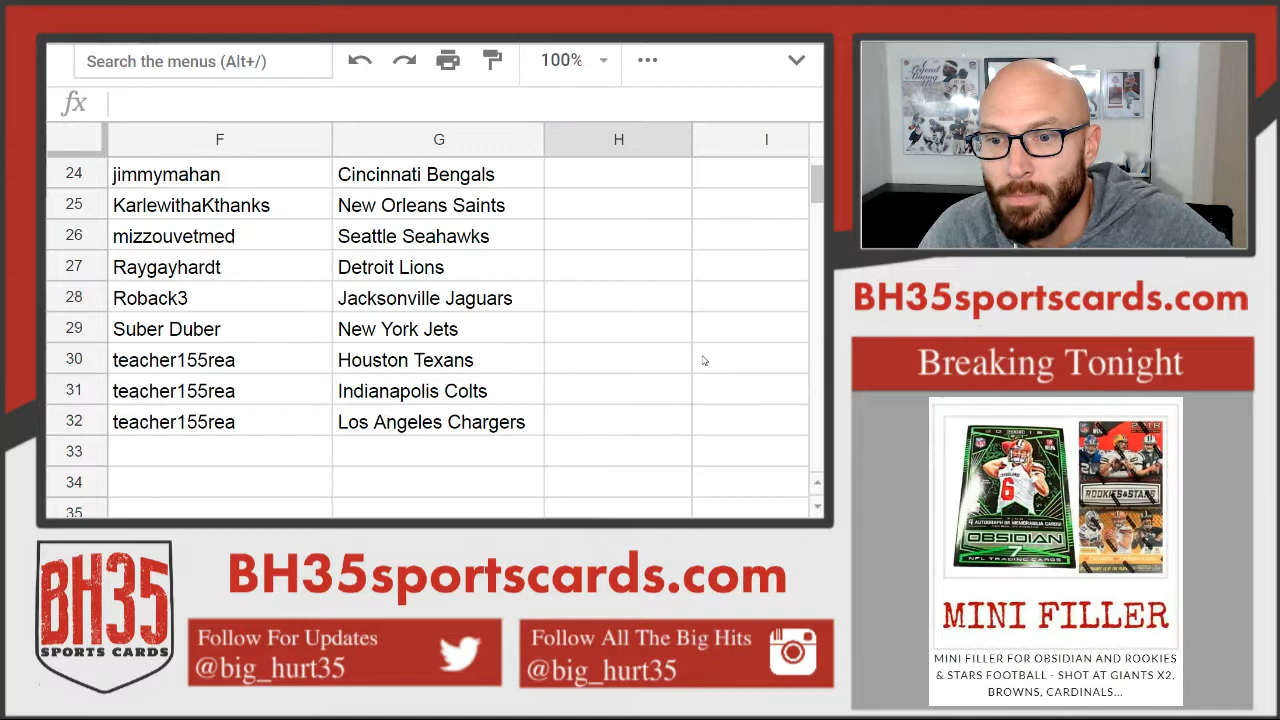 Search the menus (Alt+/)
100%
fx
F G H I
24 jimmymahan Cincinnati Bengals
25 KarlewithaKthanks New Orleans Saints
26 mizzouvetmed Seattle Seahawks
27 Raygayhardt Detroit Lions
28 Roback3 Jacksonville Jaguars
29 Suber Duber New York Jets
30 teacher155rea Houston Texans
31 teacher155rea Indianapolis Colts
32 teacher155rea Los Angeles Chargers
33
34
35
BH35sportscards.com
Breaking Tonight
OBSIDIAN
NFL TRADING CARDS
ROOKIES & STARS
MINI FILLER
MINI FILLER FOR OBSIDIAN AND ROOKIES
& STARS FOOTBALL - SHOT AT GIANTS X2,
BROWNS, CARDINALS...
BH35
SPORTS CARDS
BH35sportscards.com
Follow For Updates
@big_hurt35
Follow All The Big Hits
@big_hurt35